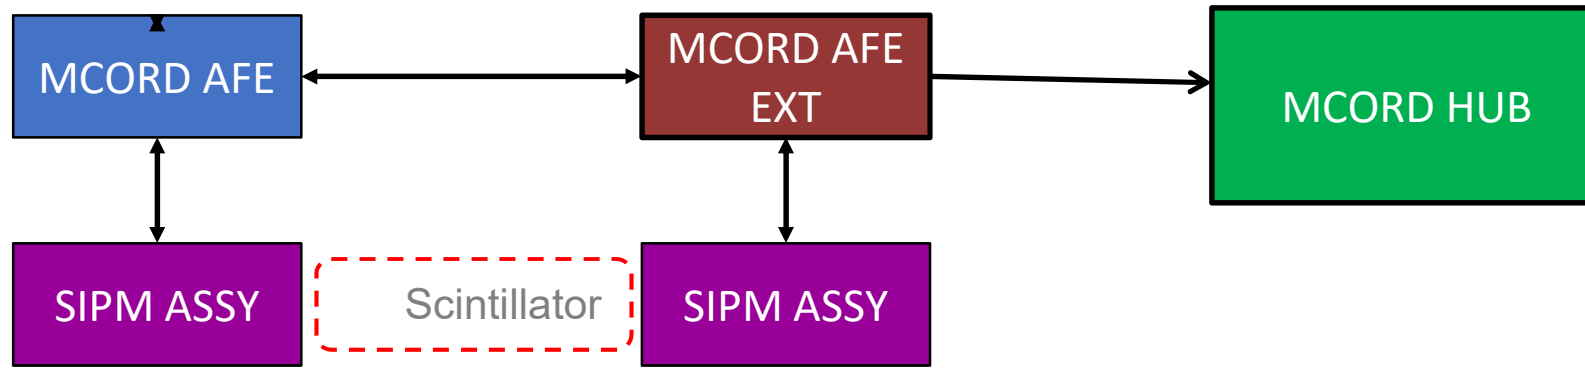 MCORD AFE
MCORD AFE
EXT
MCORD HUB
SIPM ASSY
Scintillator
SIPM ASSY